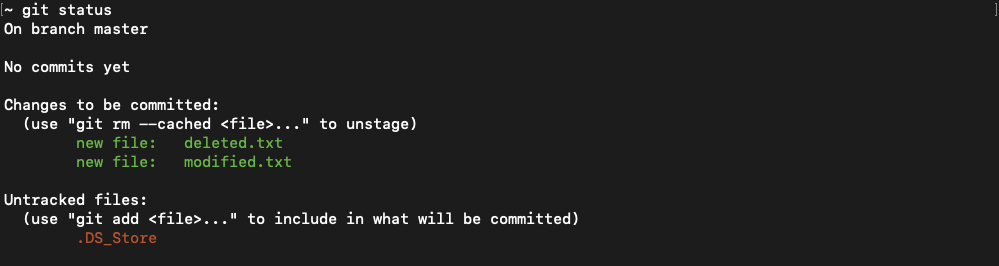 [~ git status ]
On branch master
No commits yet
Changes to be committed:
(use "git rm --cached <file>..." to unstage)
new file: deleted.txt
new file: modified.txt
Untracked files:
(use "git add <file>..." to include in what will be committed)
.DS_Store